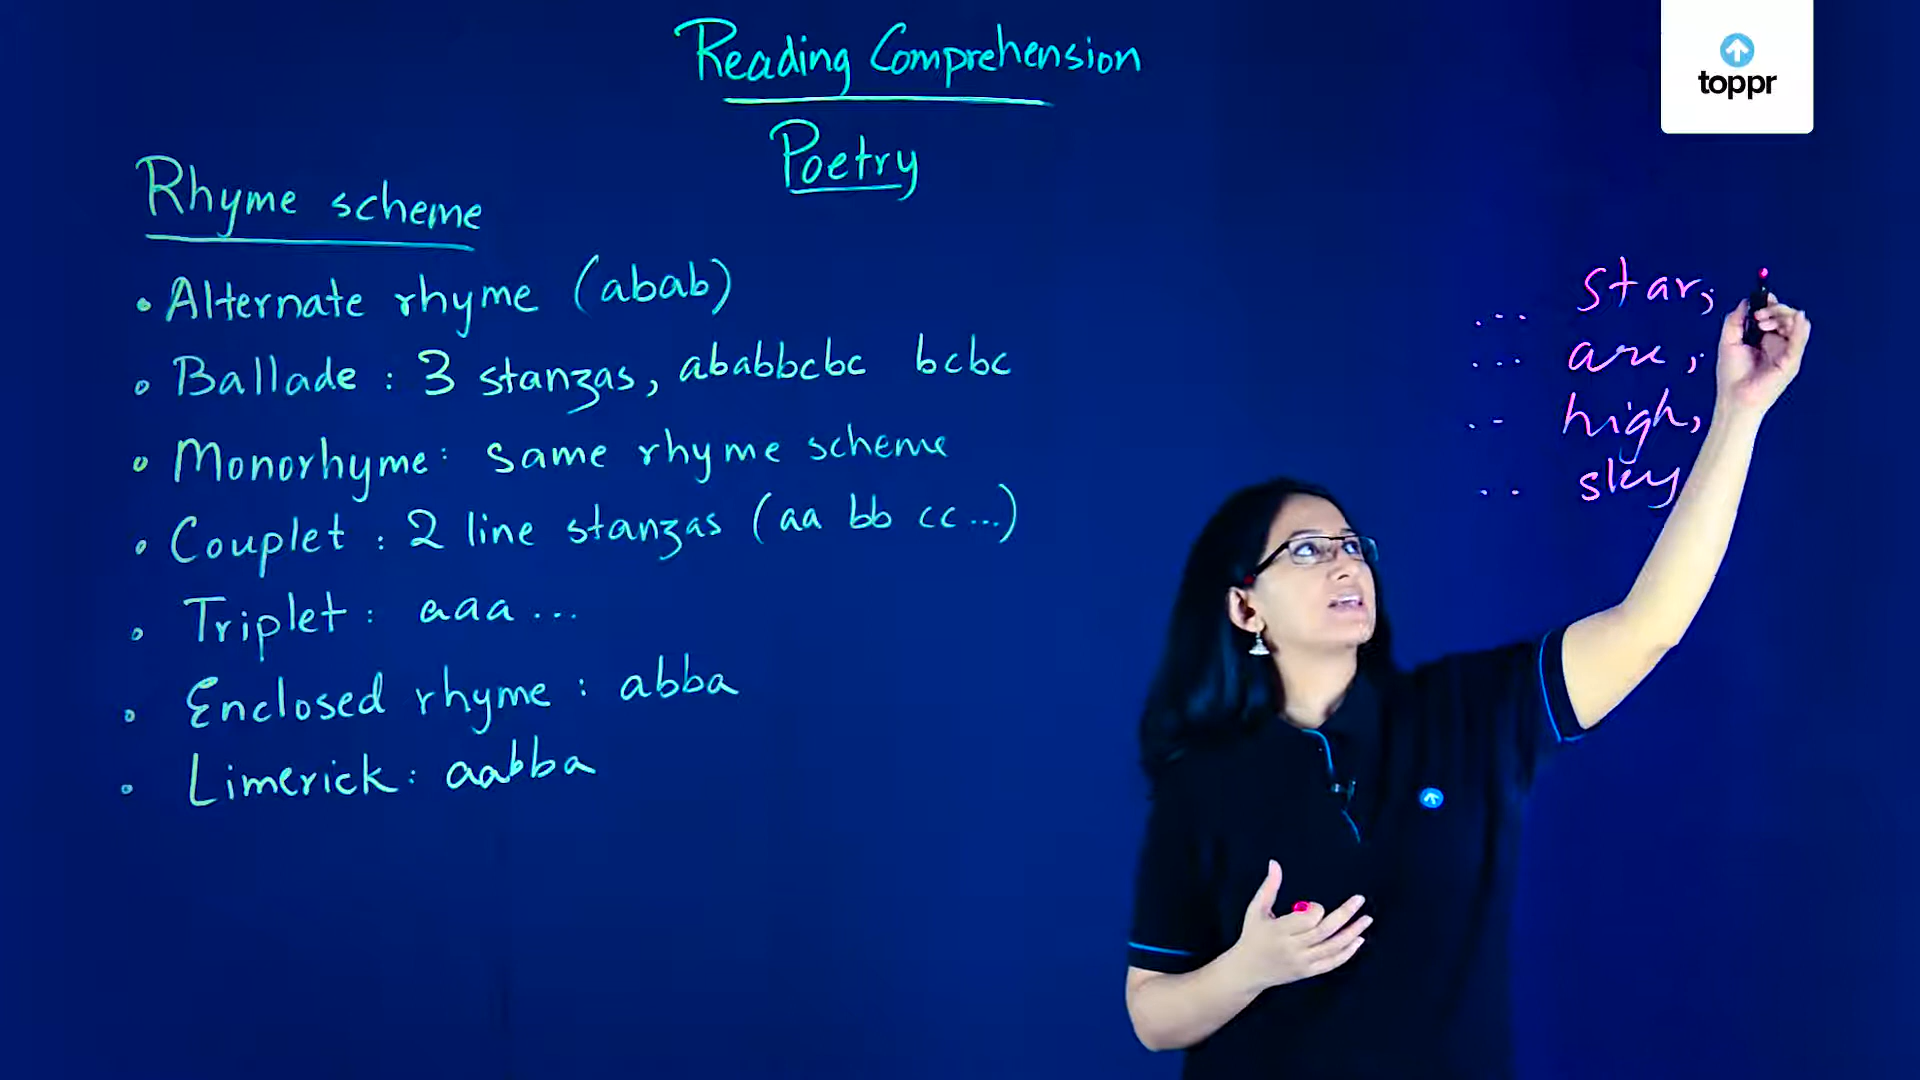 Reading Comprehension
Poetry
toppr
Rhyme scheme
• Alternate rhyme (abab)
• Ballade : 3 stanzas, ababbcbc bcbc
• Monorhyme: same rhyme scheme
• Couplet : 2 line stanzas (aa bb cc...)
• Triplet : aaa ...
• Enclosed rhyme : abba
• Limerick : aabba
... star,
... are,
.. high,
.. sky